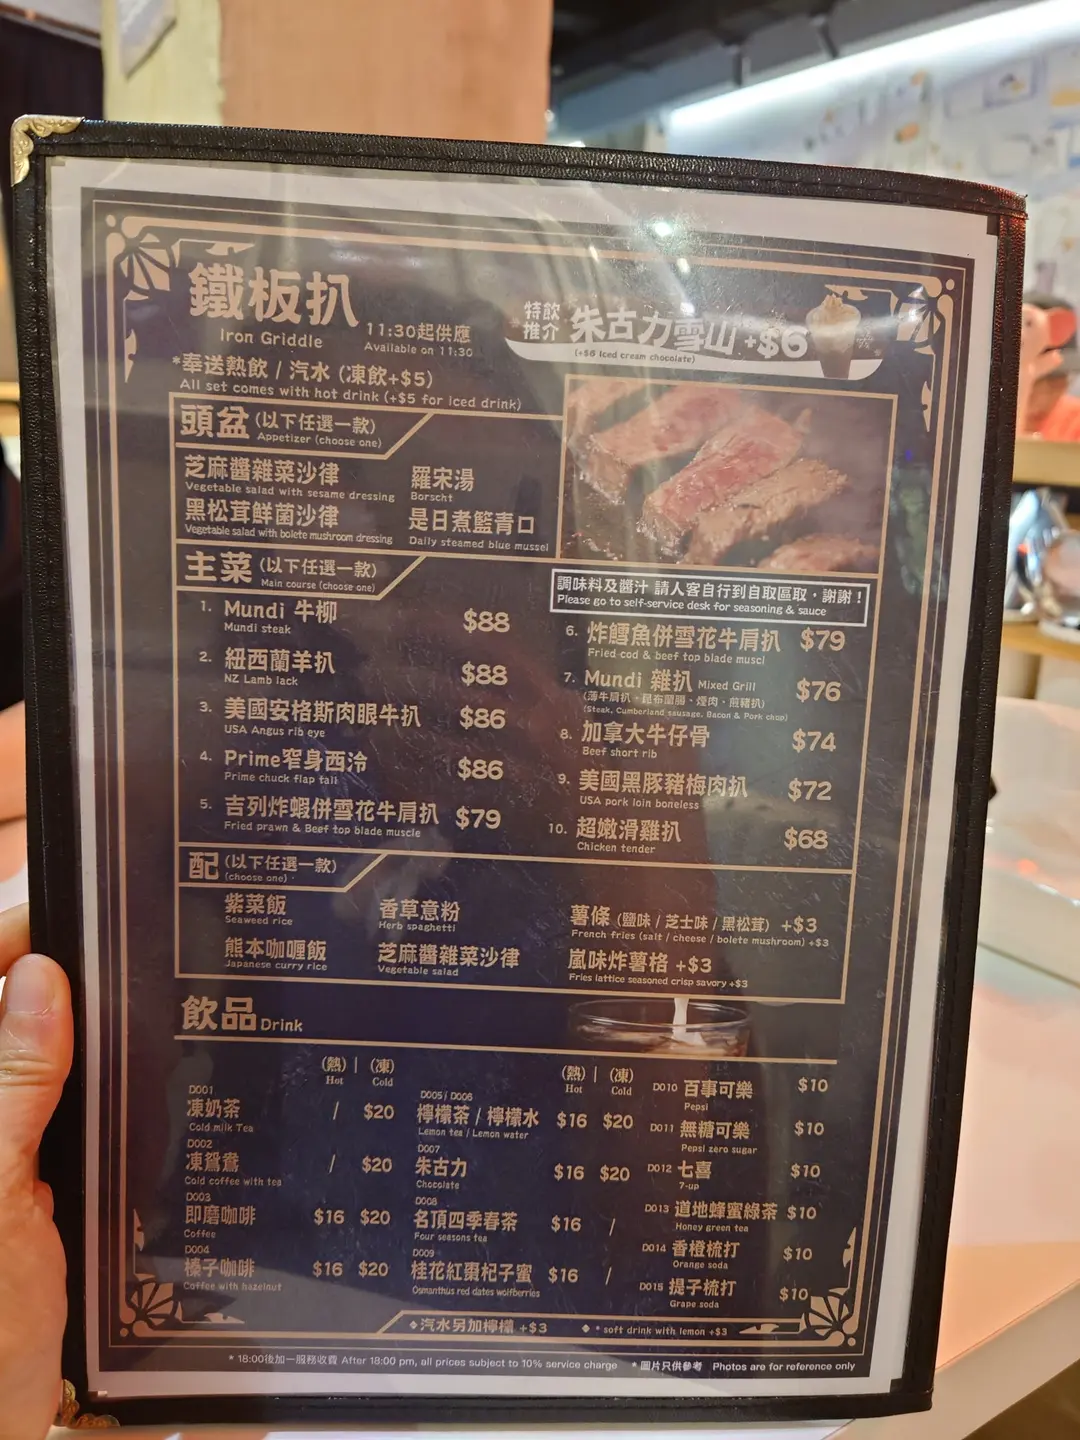 鐵板扒
Iron Griddle
11:30起供應
Available on 11:30
特飲推介 朱古力雪山+$6
(+$6 Iced cream chocolate)
*奉送熱飲 / 汽水 (凍飲+$5)
All set comes with hot drink (+$5 for iced drink)
頭盆 (以下任選一款)
Appetizer (choose one)
芝麻醬雜菜沙律
Vegetable salad with sesame dressing
羅宋湯
Borscht
黑松茸鮮菌沙律
Vegetable salad with bolete mushroom dressing
是日煮籃青口
Daily steamed blue mussel
主菜 (以下任選一款)
Main course (choose one)
調味料及醬汁 請人客自行到自取區取，謝謝！
Please go to self-service desk for seasoning & sauce
1. Mundi 牛柳 $88
Mundi steak
2. 紐西蘭羊扒 $88
NZ Lamb lack
3. 美國安格斯肉眼牛扒 $86
USA Angus rib eye
4. Prime窄身西冷 $86
Prime chuck flap tail
5. 吉列炸蝦併雪花牛肩扒 $79
Fried prawn & Beef top blade muscle
6. 炸鱈魚併雪花牛肩扒 $79
Fried cod & beef top blade muscl
7. Mundi 雜扒 Mixed Grill $76
(薄牛肩扒、昆布蘭腸、煙肉、煎豬扒)
(Steak, Cumberland sausage, Bacon & Pork chop)
8. 加拿大牛仔骨 $74
Beef short rib
9. 美國黑豚豬梅肉扒 $72
USA pork loin boneless
10. 超嫩滑雞扒 $68
Chicken tender
配 (以下任選一款)
(choose one)
紫菜飯
Seaweed rice
香草意粉
Herb spaghetti
薯條 (鹽味 / 芝士味 / 黑松茸) +$3
French fries (salt / cheese / bolete mushroom) +$3
熊本咖喱飯
Japanese curry rice
芝麻醬雜菜沙律
Vegetable salad
嵐味炸薯格 +$3
Fries lattice seasoned crisp savory +$3
飲品 Drink
(熱) | (凍)
Hot Cold
D001
凍奶茶 / $20
Cold milk Tea
D002
凍鴛鴦 / $20
Cold coffee with tea
D003
即磨咖啡 $16 $20
Coffee
D004
榛子咖啡 $16 $20
Coffee with hazelnut
(熱) | (凍)
Hot Cold
D005 / D006
檸檬茶 / 檸檬水 $16 $20
Lemon tea / Lemon water
D007
朱古力 $16 $20
Chocolate
D008
名頂四季春茶 $16 /
Four seasons tea
D009
桂花紅棗杞子蜜 $16 /
Osmanthus red dates wolfberries
D010 百事可樂 $10
Pepsi
D011 無糖可樂 $10
Pepsi zero sugar
D012 七喜 $10
7-up
D013 道地蜂蜜綠茶 $10
Honey green tea
D014 香橙梳打 $10
Orange soda
D015 提子梳打 $10
Grape soda
◆汽水另加檸檬 +$3 ◆ * soft drink with lemon +$3
* 18:00後加一服務收費 After 18:00 pm, all prices subject to 10% service charge * 圖片只供參考 Photos are for reference only